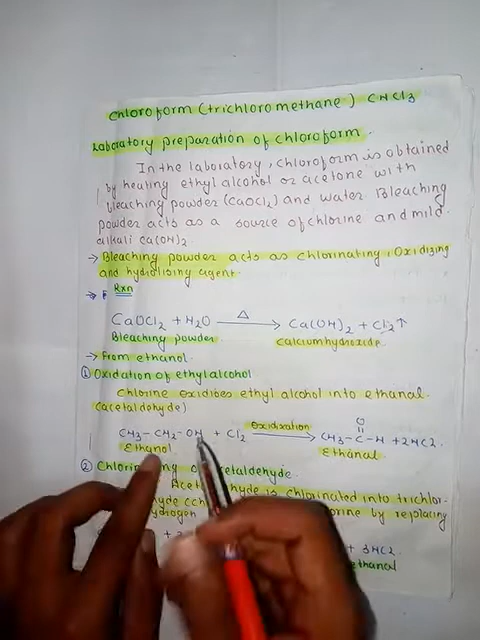 Chloroform (trichloromethane) CHCl3
Laboratory preparation of chloroform.
In the laboratory, chloroform is obtained
by heating ethyl alcohol or acetone with
bleaching powder (CaOCl2) and water. Bleaching
powder acts as a source of chlorine and mild.
alkali ca(OH)2.
→ Bleaching powder acts as chlorinating, Oxidizing
and hydrolising agent.
→ Rxn
CaOCl2 + H2O Δ→ Ca(OH)2 + Cl2↑
Bleaching powder calcium hydroxide
→ From ethanol.
① Oxidation of ethyl alcohol
Chlorine oxidises ethyl alcohol into ethanal.
(acetaldehyde)
O
CH3 - CH2 - OH + Cl2 Oxidisation→ CH3 - C - H + 2HCl.
Ethanol Ethanal.
② of acetaldehyde.
is chlorinated into trichlor-
by replacing
hydrogen
+ 3HCl.
ethanal